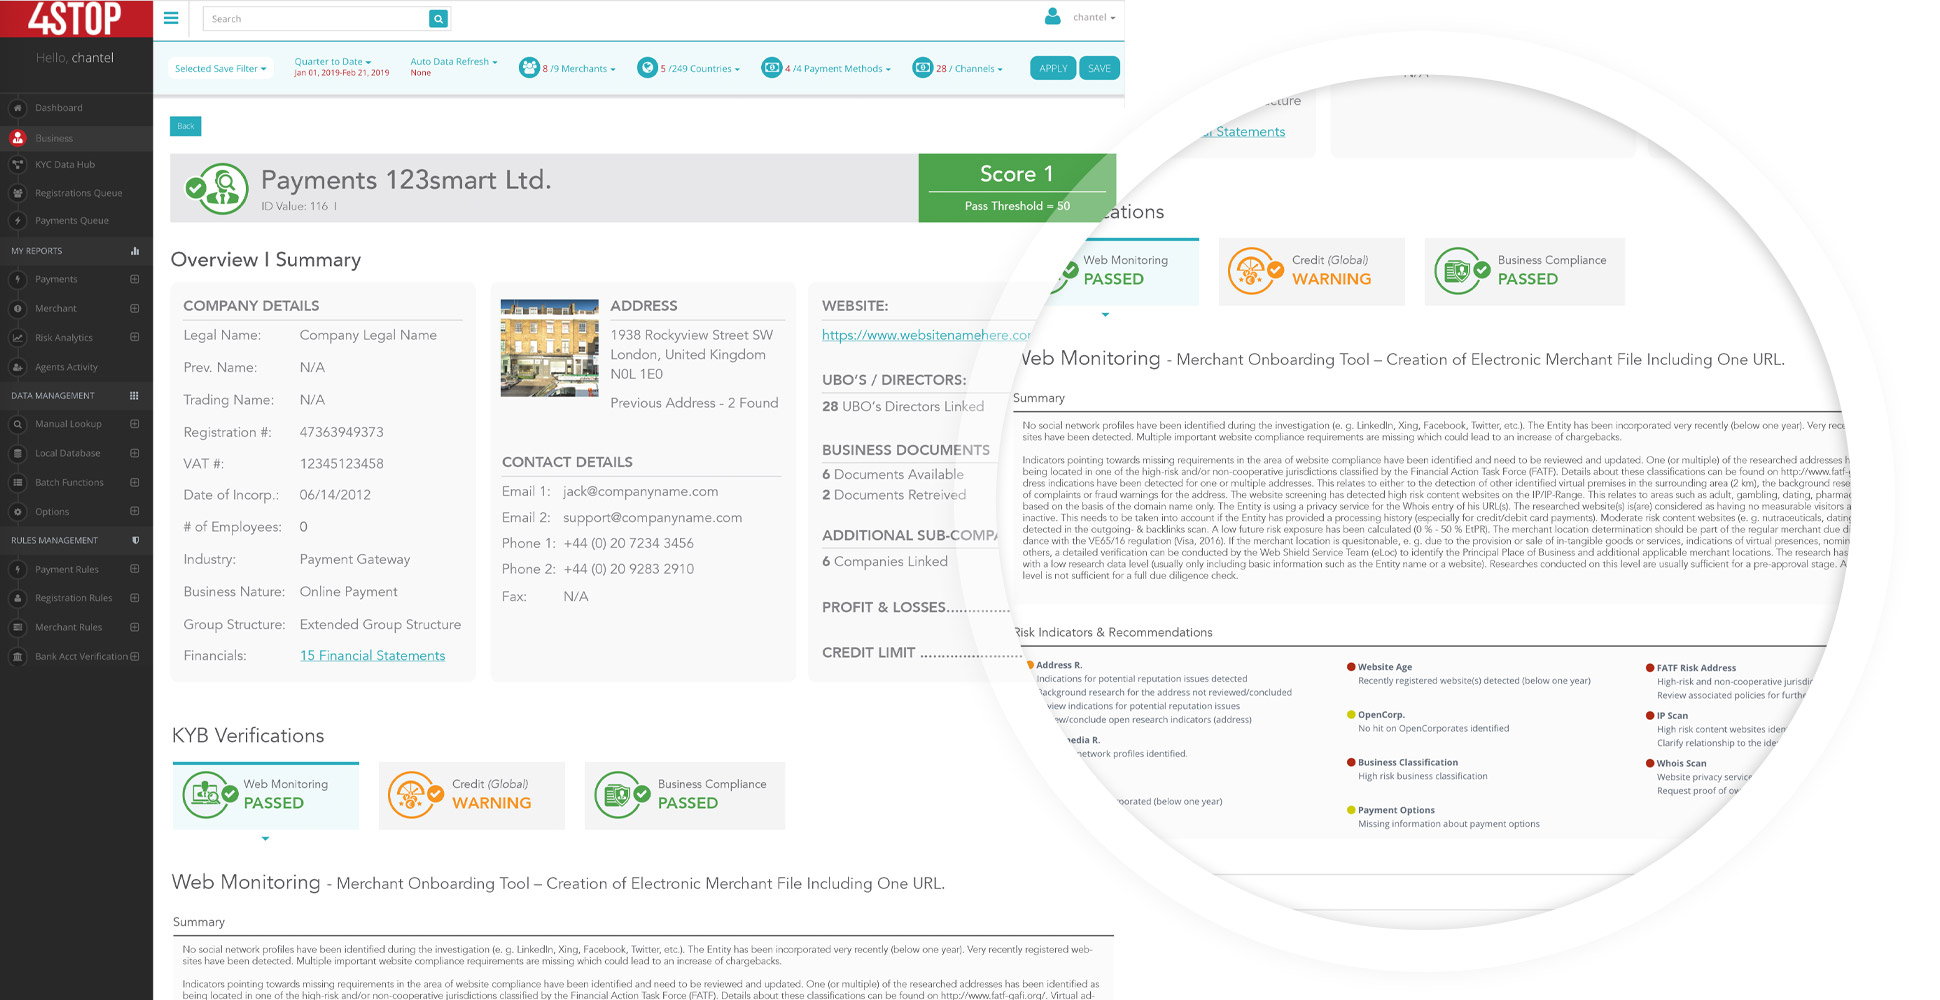 4STOP
Hello, chantel
Dashboard
Business
KYC Data Hub
Registrations Queue
Payments Queue
MY REPORTS
Payments
Merchant
Risk Analytics
Agents Activity
DATA MANAGEMENT
Manual Lookup
Local Database
Batch Functions
Options
RULES MANAGEMENT
Payment Rules
Registration Rules
Merchant Rules
Bank Acct Verification
Search
chantel
Selected Save Filter
Quarter to Date
Jan 01, 2019-Feb 21, 2019
Auto Data Refresh
None
8 /9 Merchants
5 /249 Countries
4 /4 Payment Methods
28 / Channels
APPLY
SAVE
Back
Payments 123smart Ltd.
ID Value: 116 I
Score 1
Pass Threshold = 50
Overview I Summary
COMPANY DETAILS
Legal Name: Company Legal Name
Prev. Name: N/A
Trading Name: N/A
Registration #: 47363949373
VAT #: 12345123458
Date of Incorp.: 06/14/2012
# of Employees: 0
Industry: Payment Gateway
Business Nature: Online Payment
Group Structure: Extended Group Structure
Financials: 15 Financial Statements
ADDRESS
1938 Rockyview Street SW
London, United Kingdom
N0L 1E0
Previous Address - 2 Found
CONTACT DETAILS
Email 1: jack@companyname.com
Email 2: support@companyname.com
Phone 1: +44 (0) 20 7234 3456
Phone 2: +44 (0) 20 9283 2910
Fax: N/A
WEBSITE:
https://www.websitenamehere.cor
UBO'S / DIRECTORS:
28 UBO's Directors Linked
BUSINESS DOCUMENTS
6 Documents Available
2 Documents Retreived
ADDITIONAL SUB-COMPA
6 Companies Linked
PROFIT & LOSSES..............
CREDIT LIMIT ......................
KYB Verifications
Web Monitoring
PASSED
Credit (Global)
WARNING
Business Compliance
PASSED
Web Monitoring - Merchant Onboarding Tool – Creation of Electronic Merchant File Including One URL.
Summary
No social network profiles have been identified during the investigation (e. g. LinkedIn, Xing, Facebook, Twitter, etc.). The Entity has been incorporated very recently (below one year). Very recently registered web-
sites have been detected. Multiple important website compliance requirements are missing which could lead to an increase of chargebacks.
Indicators pointing towards missing requirements in the area of website compliance have been identified and need to be reviewed and updated. One (or multiple) of the researched addresses has been identified as
being located in one of the high-risk and/or non-cooperative jurisdictions classified by the Financial Action Task Force (FATF). Details about these classifications can be found on http://www.fatf-gafi.org/. Virtual ad-
cture
Statements
ations
Web Monitoring
PASSED
Credit (Global)
WARNING
Business Compliance
PASSED
Web Monitoring - Merchant Onboarding Tool – Creation of Electronic Merchant File Including One URL.
Summary
No social network profiles have been identified during the investigation (e. g. LinkedIn, Xing, Facebook, Twitter, etc.). The Entity has been incorporated very recently (below one year). Very rece
sites have been detected. Multiple important website compliance requirements are missing which could lead to an increase of chargebacks.
Indicators pointing towards missing requirements in the area of website compliance have been identified and need to be reviewed and updated. One (or multiple) of the researched addresses h
being located in one of the high-risk and/or non-cooperative jurisdictions classified by the Financial Action Task Force (FATF). Details about these classifications can be found on http://www.fatf-g
dress indications have been detected for one or multiple addresses. This relates to either to the detection of other identified virtual premises in the surrounding area (2 km), the background rese
of complaints or fraud warnings for the address. The website screening has detected high risk content websites on the IP/IP-Range. This relates to areas such as adult, gambling, dating, pharmac
based on the basis of the domain name only. The Entity is using a privacy service for the Whois entry of his URL(s). The researched website(s) is(are) considered as having no measurable visitors a
inactive. This needs to be taken into account if the Entity has provided a processing history (especially for credit/debit card payments). Moderate risk content websites (e. g. nutraceuticals, dating
detected in the outgoing- & backlinks scan. A low future risk exposure has been calculated (0 % - 50 % EtPR). The merchant location determination should be part of the regular merchant due di
dance with the VE65/16 regulation (Visa, 2016). If the merchant location is quesitonable, e. g. due to the provision or sale of in-tangible goods or services, indications of virtual presences, nomin
others, a detailed verification can be conducted by the Web Shield Service Team (eLoc) to identify the Principal Place of Business and additional applicable merchant locations. The research has
with a low research data level (usually only including basic information such as the Entity name or a website). Researches conducted on this level are usually sufficient for a pre-approval stage. A
level is not sufficient for a full due diligence check.
Risk Indicators & Recommendations
Address R.
Indications for potential reputation issues detected
Background research for the address not reviewed/concluded
view indications for potential reputation issues
ew/conclude open research indicators (address)
media R.
network profiles identified.
orporated (below one year)
Website Age
Recently registered website(s) detected (below one year)
OpenCorp.
No hit on OpenCorporates identified
Business Classification
High risk business classification
Payment Options
Missing information about payment options
FATF Risk Address
High-risk and non-cooperative jurisdic
Review associated policies for furthe
IP Scan
High risk content websites iden
Clarify relationship to the ide
Whois Scan
Website privacy service
Request proof of ow